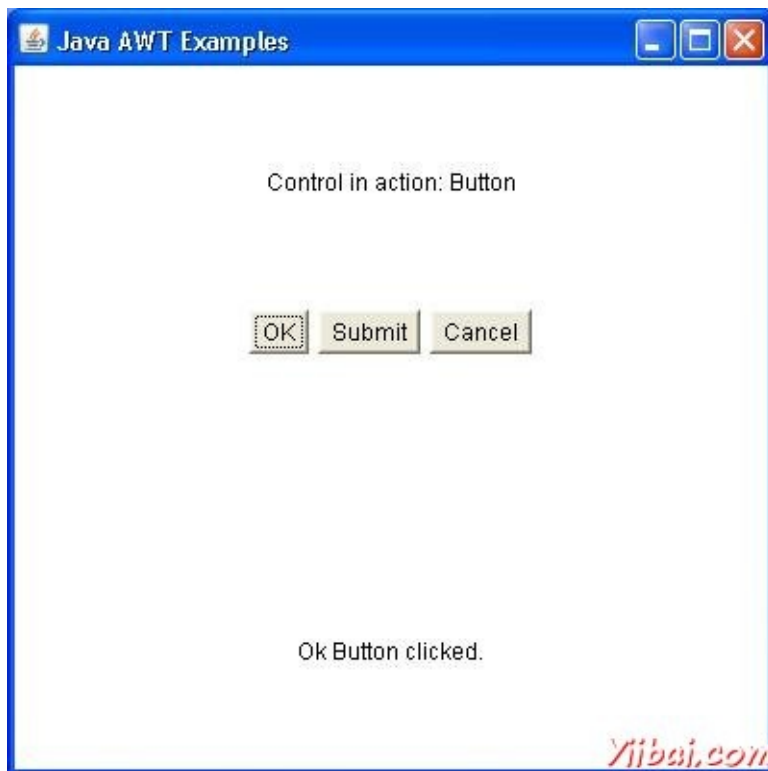 Java AWT Examples
Control in action: Button
OK Submit Cancel
Ok Button clicked.
Yiibai.com